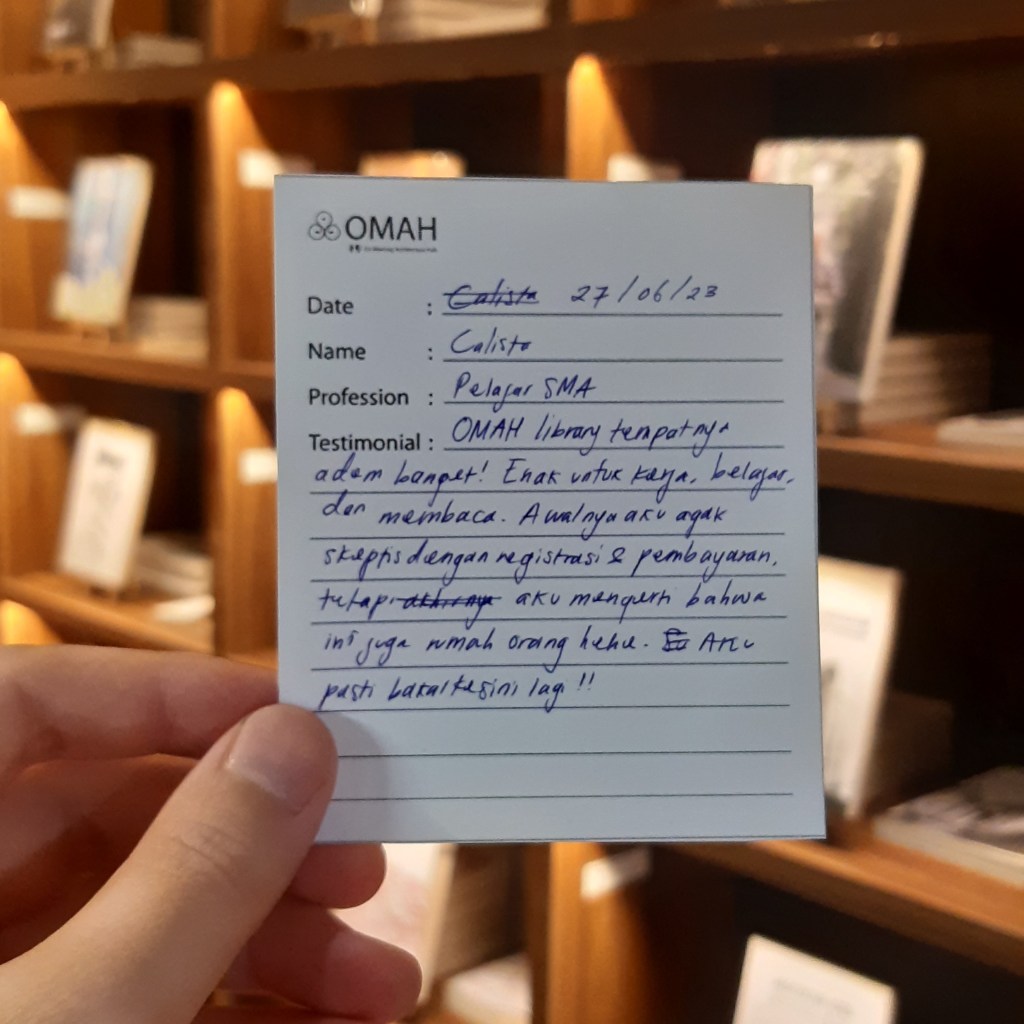 OMAH
Date : Calista 27/06/23
Name : Calista
Profession : Pelajar SMA
Testimonial : OMAH library tempatnya
adem banget! Enak untuk kerja, belajar,
dan membaca. Awalnya aku agak
skeptis dengan registrasi & pembayaran,
tetapi akhirnya aku mengerti bahwa
ini juga rumah orang hehe. Aku
pasti bakal kesini lagi!!